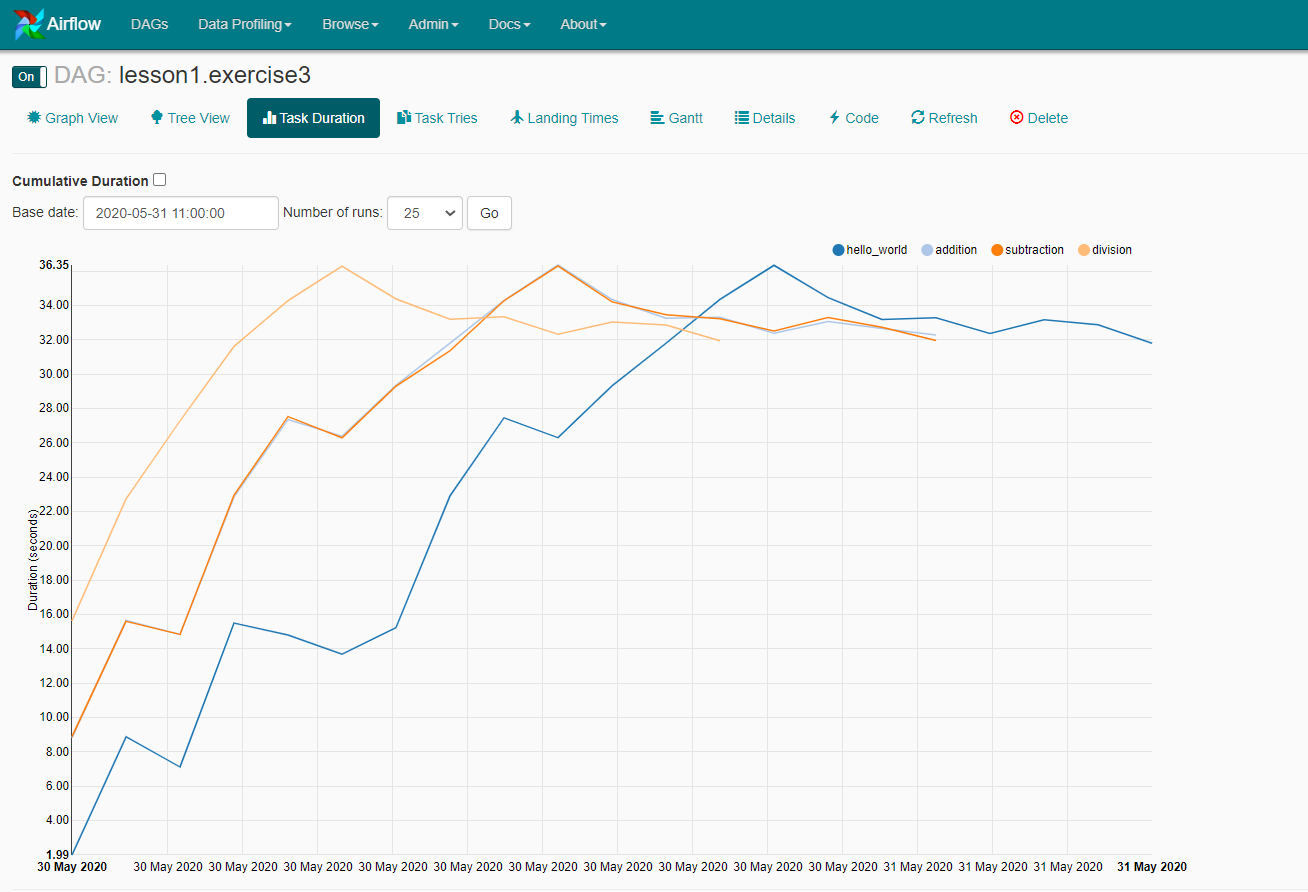 Airflow DAGs Data Profiling Browse Admin Docs About
On DAG: lesson1.exercise3
Graph View Tree View Task Duration Task Tries Landing Times Gantt Details Code Refresh Delete
Cumulative Duration
Base date: 2020-05-31 11:00:00 Number of runs: 25 Go
hello_world addition subtraction division
36.35
34.00
32.00
30.00
28.00
26.00
24.00
22.00
20.00
18.00
16.00
14.00
12.00
10.00
8.00
6.00
4.00
1.99
Duration (seconds)
30 May 2020 30 May 2020 30 May 2020 30 May 2020 30 May 2020 30 May 2020 30 May 2020 30 May 2020 30 May 2020 30 May 2020 30 May 2020 31 May 2020 31 May 2020 31 May 2020 31 May 2020